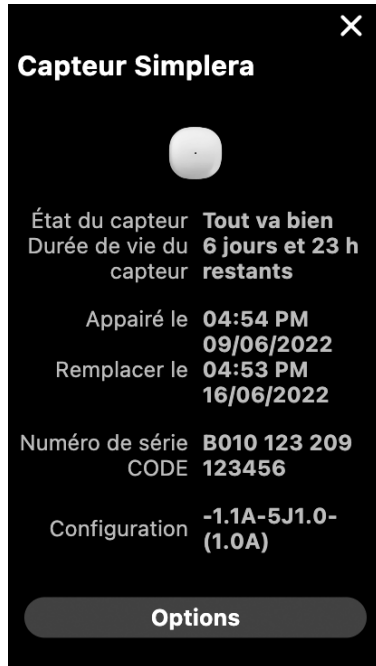 Capteur Simplera
État du capteur Tout va bien
Durée de vie du 6 jours et 23 h
capteur restants
Appairé le 04:54 PM
09/06/2022
Remplacer le 04:53 PM
16/06/2022
Numéro de série B010 123 209
CODE 123456
Configuration -1.1A-5J1.0-
(1.0A)
Options